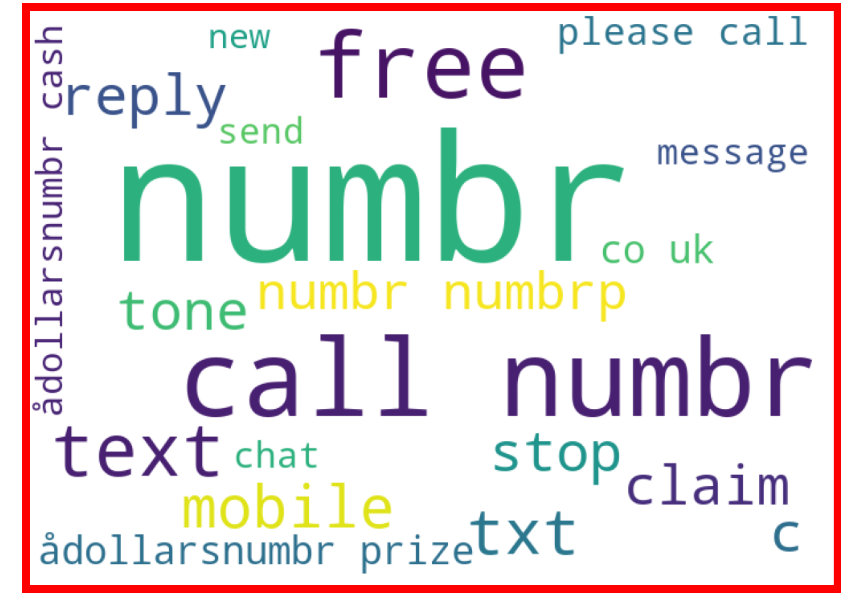 new
free
please call
reply
send
numbr
message
ådollarsnumbr cash
co uk
numbr numbrp
tone
call numbr
text
chat
stop
claim
mobile
txt
c
ådollarsnumbr prize